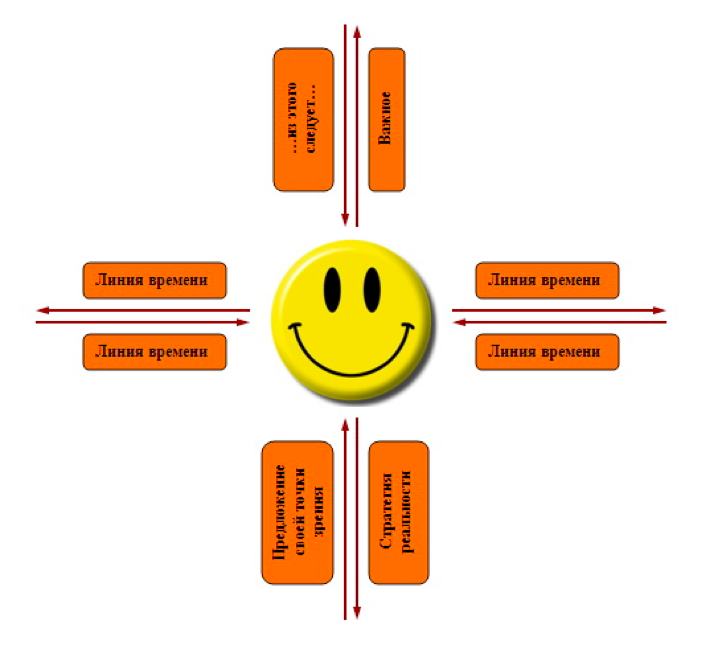 …из этого
следует…
Важное
Линия времени
Линия времени
Линия времени
Линия времени
Предложение
своей точки
зрения
Стратегия
реальности